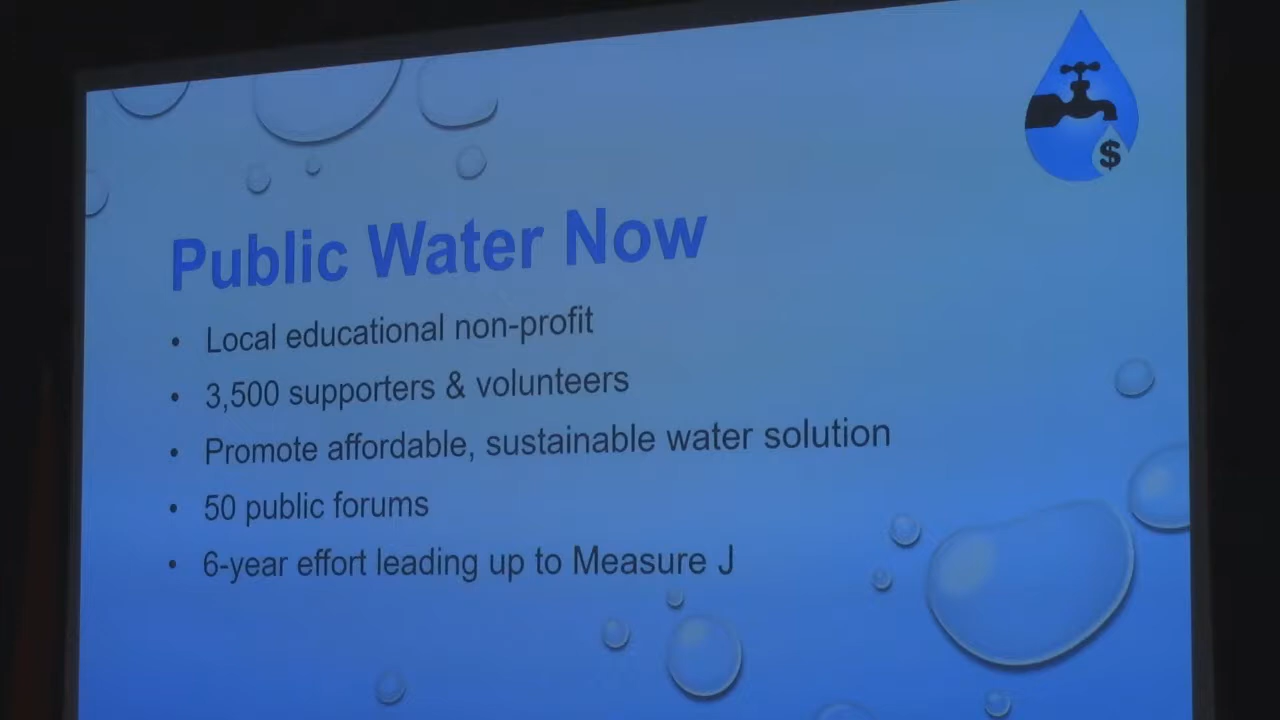 $
Public Water Now
• Local educational non-profit
• 3,500 supporters & volunteers
• Promote affordable, sustainable water solution
• 50 public forums
• 6-year effort leading up to Measure J